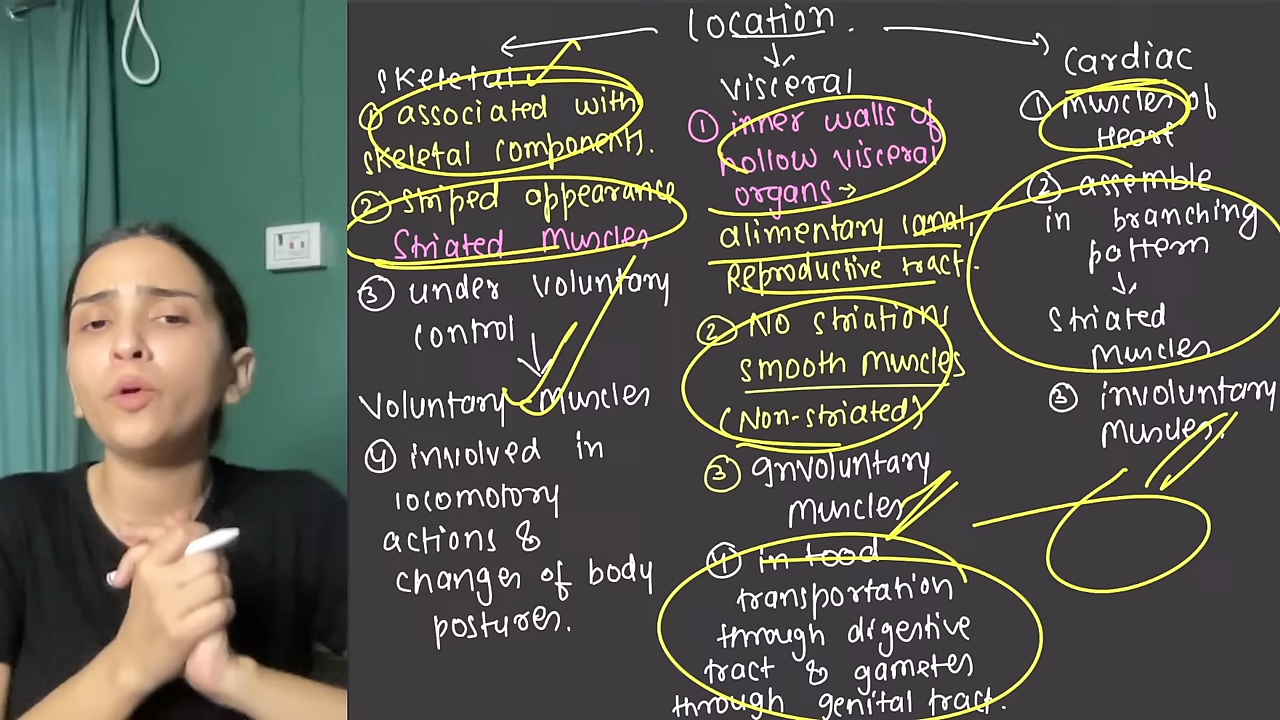 location.
skeletal
① associated with
skeletal components.
② striped appearance
Striated Muscles
③ under voluntary
control
Voluntary Muscles
④ involved in
locomotory
actions &
changes of body
postures.
visceral
① inner walls of
hollow visceral
organs →
alimentary canal,
Reproductive tract.
② No striations
smooth Muscles
(Non-striated)
③ Involuntary
Muscles
④ in food
transportation
through digestive
tract & gametes
through genital tract.
Cardiac
① Muscles of
Heart
② assemble
in branching
pattern
Striated
Muscles
③ involuntary
Muscles.